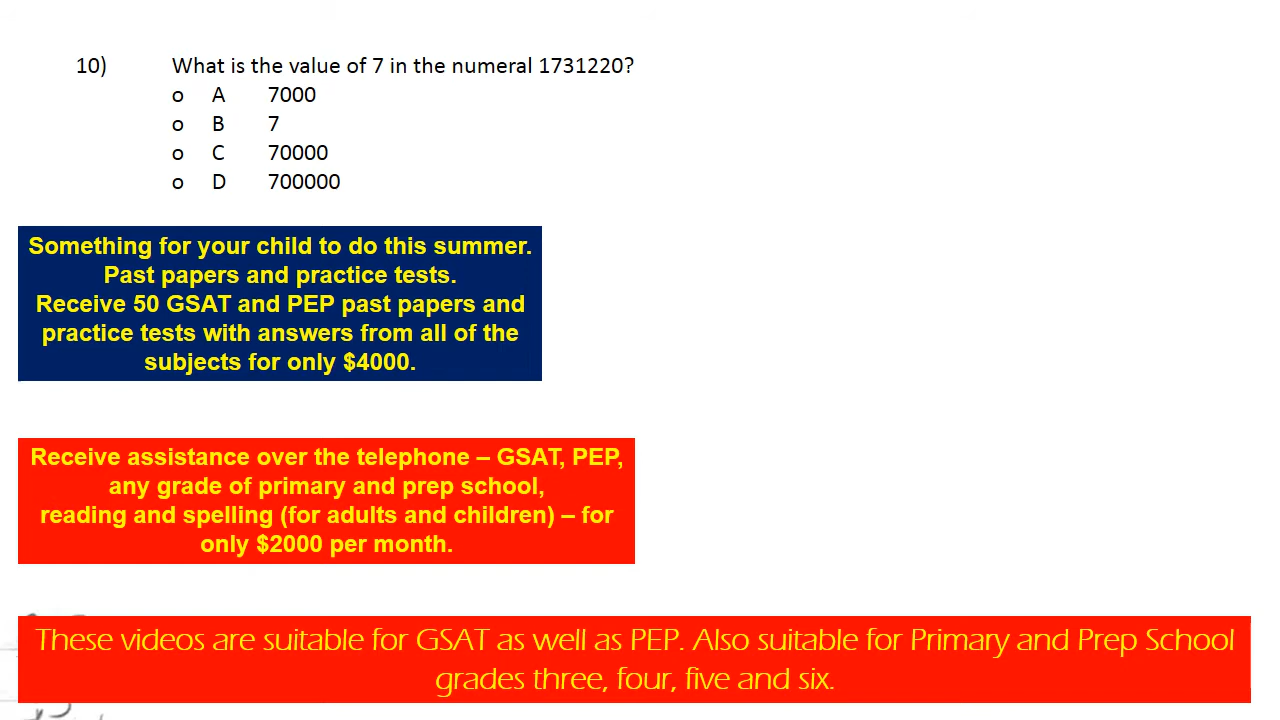 10) What is the value of 7 in the numeral 1731220?
o A 7000
o B 7
o C 70000
o D 700000
Something for your child to do this summer.
Past papers and practice tests.
Receive 50 GSAT and PEP past papers and
practice tests with answers from all of the
subjects for only $4000.
Receive assistance over the telephone – GSAT, PEP,
any grade of primary and prep school,
reading and spelling (for adults and children) – for
only $2000 per month.
These videos are suitable for GSAT as well as PEP. Also suitable for Primary and Prep School
grades three, four, five and six.